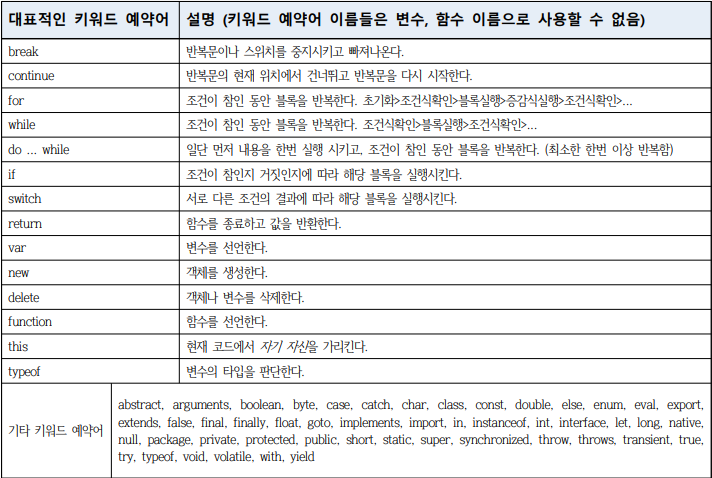 대표적인 키워드 예약어 설명 (키워드 예약어 이름들은 변수, 함수 이름으로 사용할 수 없음)
break 반복문이나 스위치를 중지시키고 빠져나온다.
continue 반복문의 현재 위치에서 건너뛰고 반복문을 다시 시작한다.
for 조건이 참인 동안 블록을 반복한다. 초기화>조건식확인>블록실행>증감식실행>조건식확인>...
while 조건이 참인 동안 블록을 반복한다. 조건식확인>블록실행>조건식확인>...
do ... while 일단 먼저 내용을 한번 실행 시키고, 조건이 참인 동안 블록을 반복한다. (최소한 한번 이상 반복함)
if 조건이 참인지 거짓인지에 따라 해당 블록을 실행시킨다.
switch 서로 다른 조건의 결과에 따라 해당 블록을 실행시킨다.
return 함수를 종료하고 값을 반환한다.
var 변수를 선언한다.
new 객체를 생성한다.
delete 객체나 변수를 삭제한다.
function 함수를 선언한다.
this 현재 코드에서 자기 자신을 가리킨다.
typeof 변수의 타입을 판단한다.
기타 키워드 예약어
abstract, arguments, boolean, byte, case, catch, char, class, const, double, else, enum, eval, export,
extends, false, final, finally, float, goto, implements, import, in, instanceof, int, interface, let, long, native,
null, package, private, protected, public, short, static, super, synchronized, throw, throws, transient, true,
try, typeof, void, volatile, with, yield